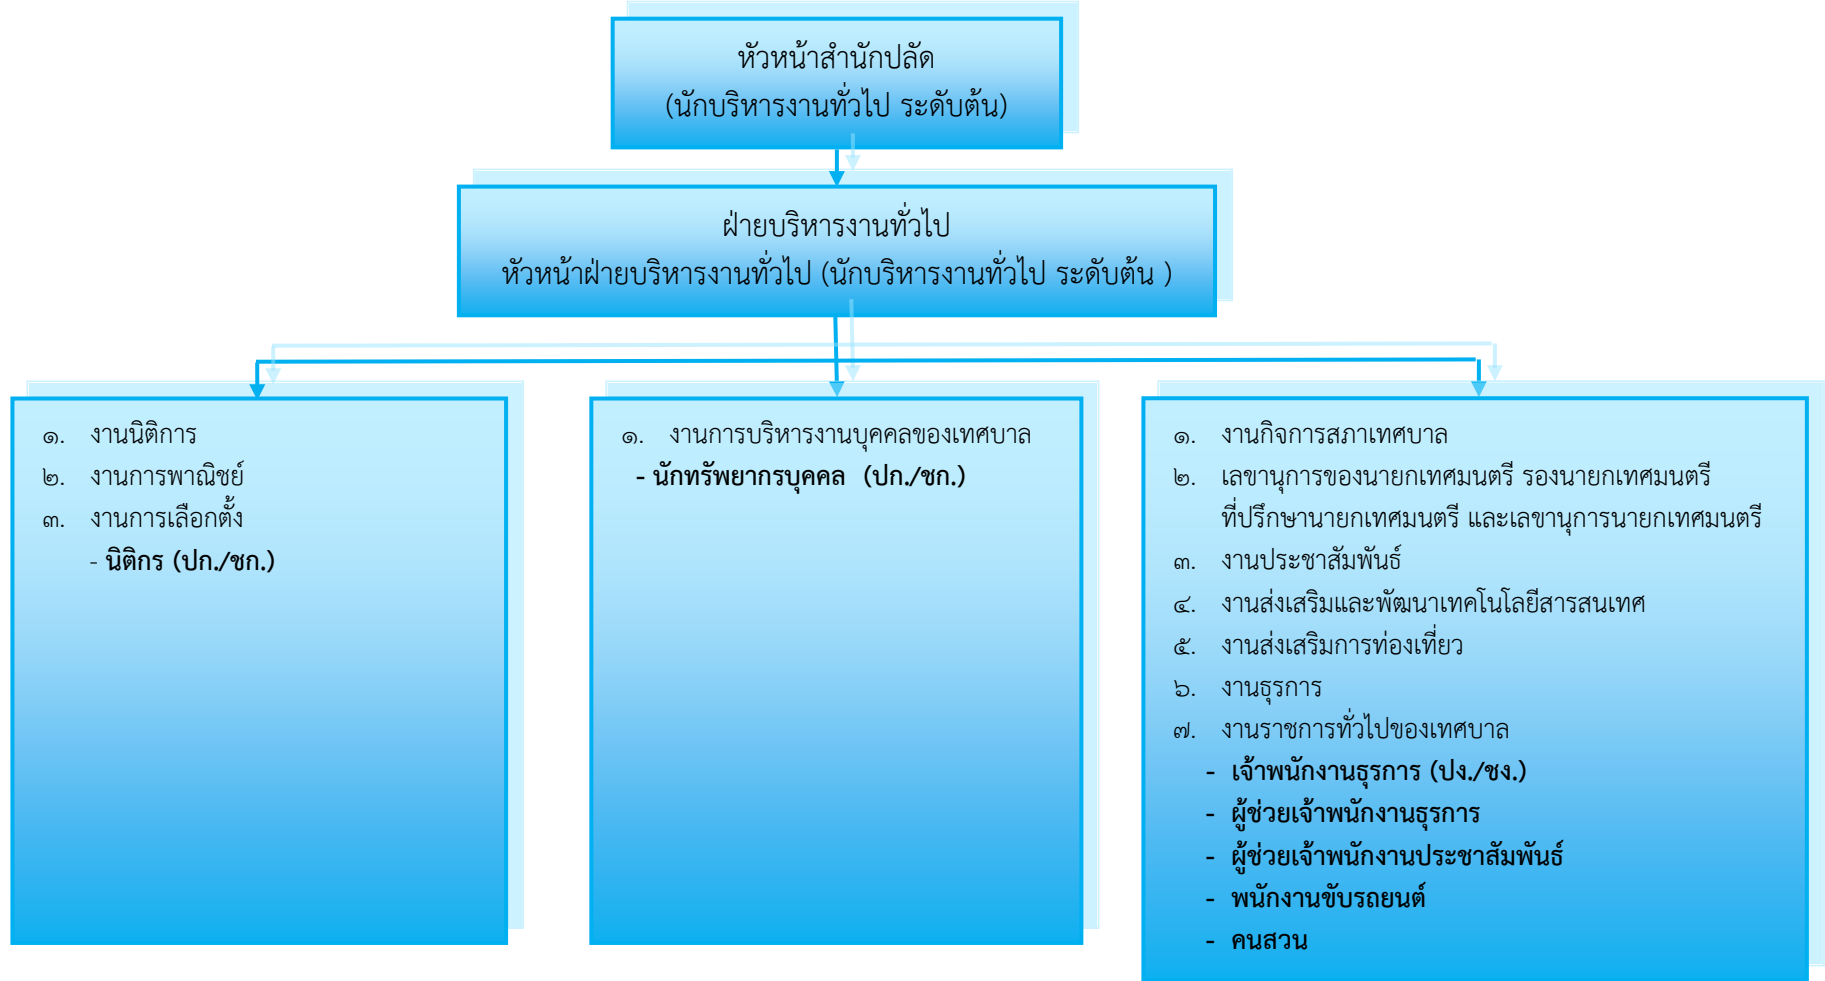 หัวหน้าสำนักปลัด
(นักบริหารงานทั่วไป ระดับต้น)
ฝ่ายบริหารงานทั่วไป
หัวหน้าฝ่ายบริหารงานทั่วไป (นักบริหารงานทั่วไป ระดับต้น )
๑. งานนิติการ
๒. งานการพาณิชย์
๓. งานการเลือกตั้ง
- นิติกร (ปก./ชก.)
๑. งานการบริหารงานบุคคลของเทศบาล
- นักทรัพยากรบุคคล (ปก./ชก.)
๑. งานกิจการสภาเทศบาล
๒. เลขานุการของนายกเทศมนตรี รองนายกเทศมนตรี
ที่ปรึกษานายกเทศมนตรี และเลขานุการนายกเทศมนตรี
๓. งานประชาสัมพันธ์
๔. งานส่งเสริมและพัฒนาเทคโนโลยีสารสนเทศ
๕. งานส่งเสริมการท่องเที่ยว
๖. งานธุรการ
๗. งานราชการทั่วไปของเทศบาล
- เจ้าพนักงานธุรการ (ปง./ชง.)
- ผู้ช่วยเจ้าพนักงานธุรการ
- ผู้ช่วยเจ้าพนักงานประชาสัมพันธ์
- พนักงานขับรถยนต์
- คนสวน